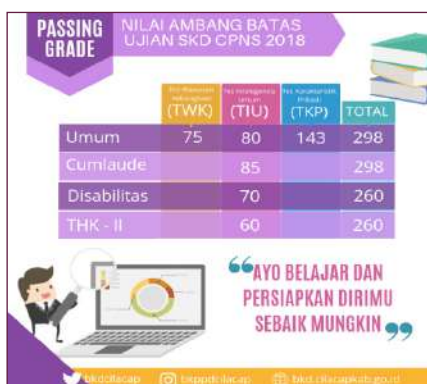 PASSING
GRADE
NILAI AMBANG BATAS
UJIAN SKD CPNS 2018
(TWK) (TIU) (TKP) TOTAL
Umum 75 80 143 298
Cumlaude 85 298
Disabilitas 70 260
THK - II 60 260
“AYO BELAJAR DAN
PERSIAPKAN DIRIMU
SEBAIK MUNGKIN”
bkdcilacap bkppdcilacap bkd.cilacapkab.go.id